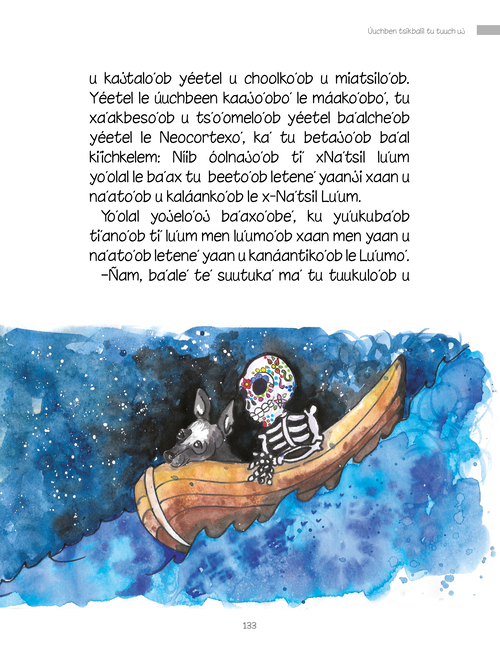 Úuchben tsikbalil tu tuuch uj
u kajtalo'ob yéetel u choolko'ob u miatsilo'ob.
Yéetel le úuchbeen kaajo'obo' le máako'obo', tu
xa'akbeso'ob u ts'o'omelo'ob yéetel ba'alche'ob
yéetel le Neocortexo', ka' tu betajo'ob ba'al
ki'ichkelem: Niib óolnajo'ob ti' xNa'tsil lu'um
yo'olal le ba'ax tu beeto'ob letene' yaanji xaan u
na'ato'ob u kaláanko'ob le x-Na'tsil Lu'um.
Yo'olal yojelo'oj ba'axo'obe', ku yu'ukuba'ob
ti'ano'ob ti' lu'um men lu'umo'ob xaan men yaan u
na'ato'ob letene' yaan u kanáantiko'ob le Lu'umo'.
–Ñam, ba'ale' te' suutuka' ma' tu tuukulo'ob u
133